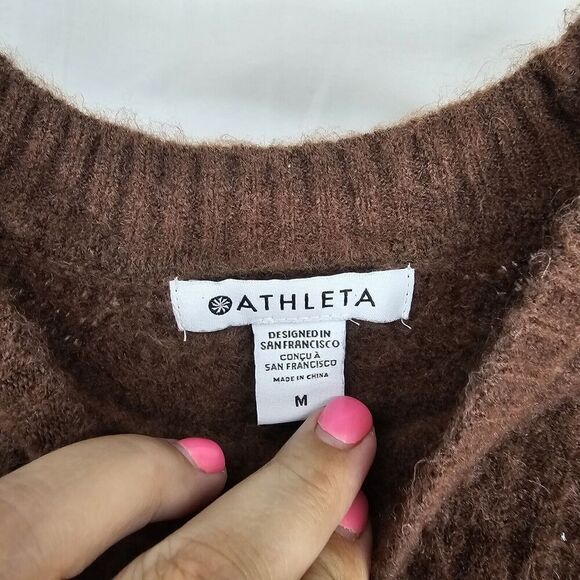 ATHLETA
DESIGNED IN
SAN FRANCISCO
CONÇU À
SAN FRANCISCO
MADE IN CHINA
M